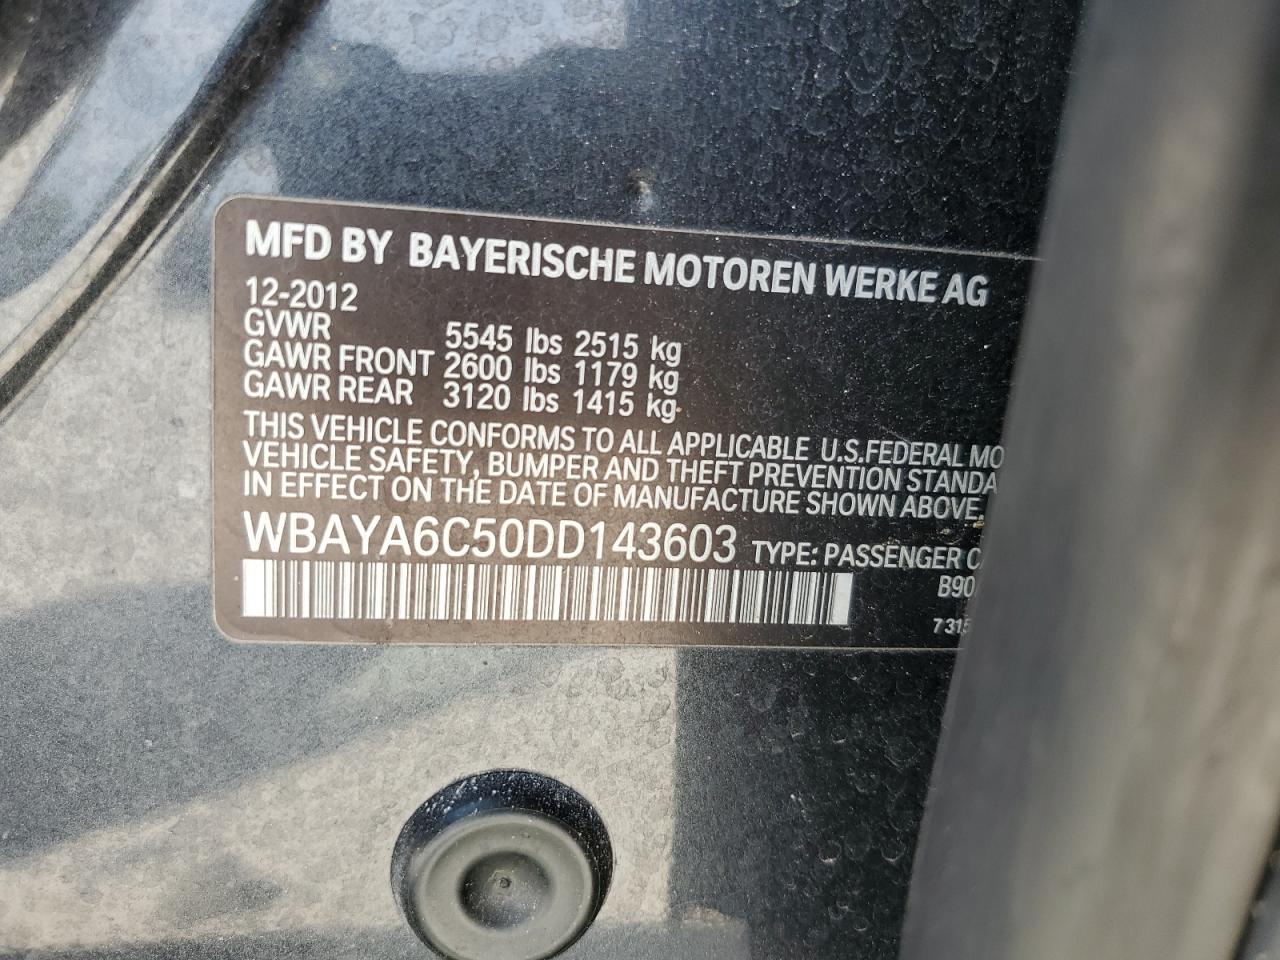 MFD BY BAYERISCHE MOTOREN WERKE AG
12-2012
GVWR 5545 lbs 2515 kg
GAWR FRONT 2600 lbs 1179 kg
GAWR REAR 3120 lbs 1415 kg
THIS VEHICLE CONFORMS TO ALL APPLICABLE U.S.FEDERAL MO
VEHICLE SAFETY, BUMPER AND THEFT PREVENTION STANDA
IN EFFECT ON THE DATE OF MANUFACTURE SHOWN ABOVE.
WBAYA6C50DD143603 TYPE: PASSENGER C
B90
7 315